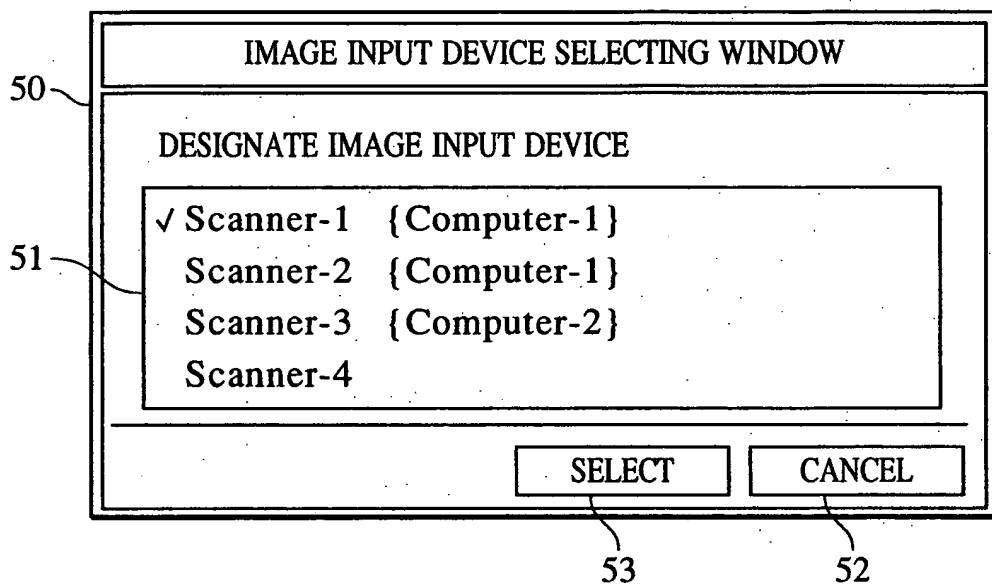 IMAGE INPUT DEVICE SELECTING WINDOW
50
DESIGNATE IMAGE INPUT DEVICE
✓ Scanner-1 {Computer-1}
51
Scanner-2 {Computer-1}
Scanner-3 {Computer-2}
Scanner-4
SELECT CANCEL
53 52